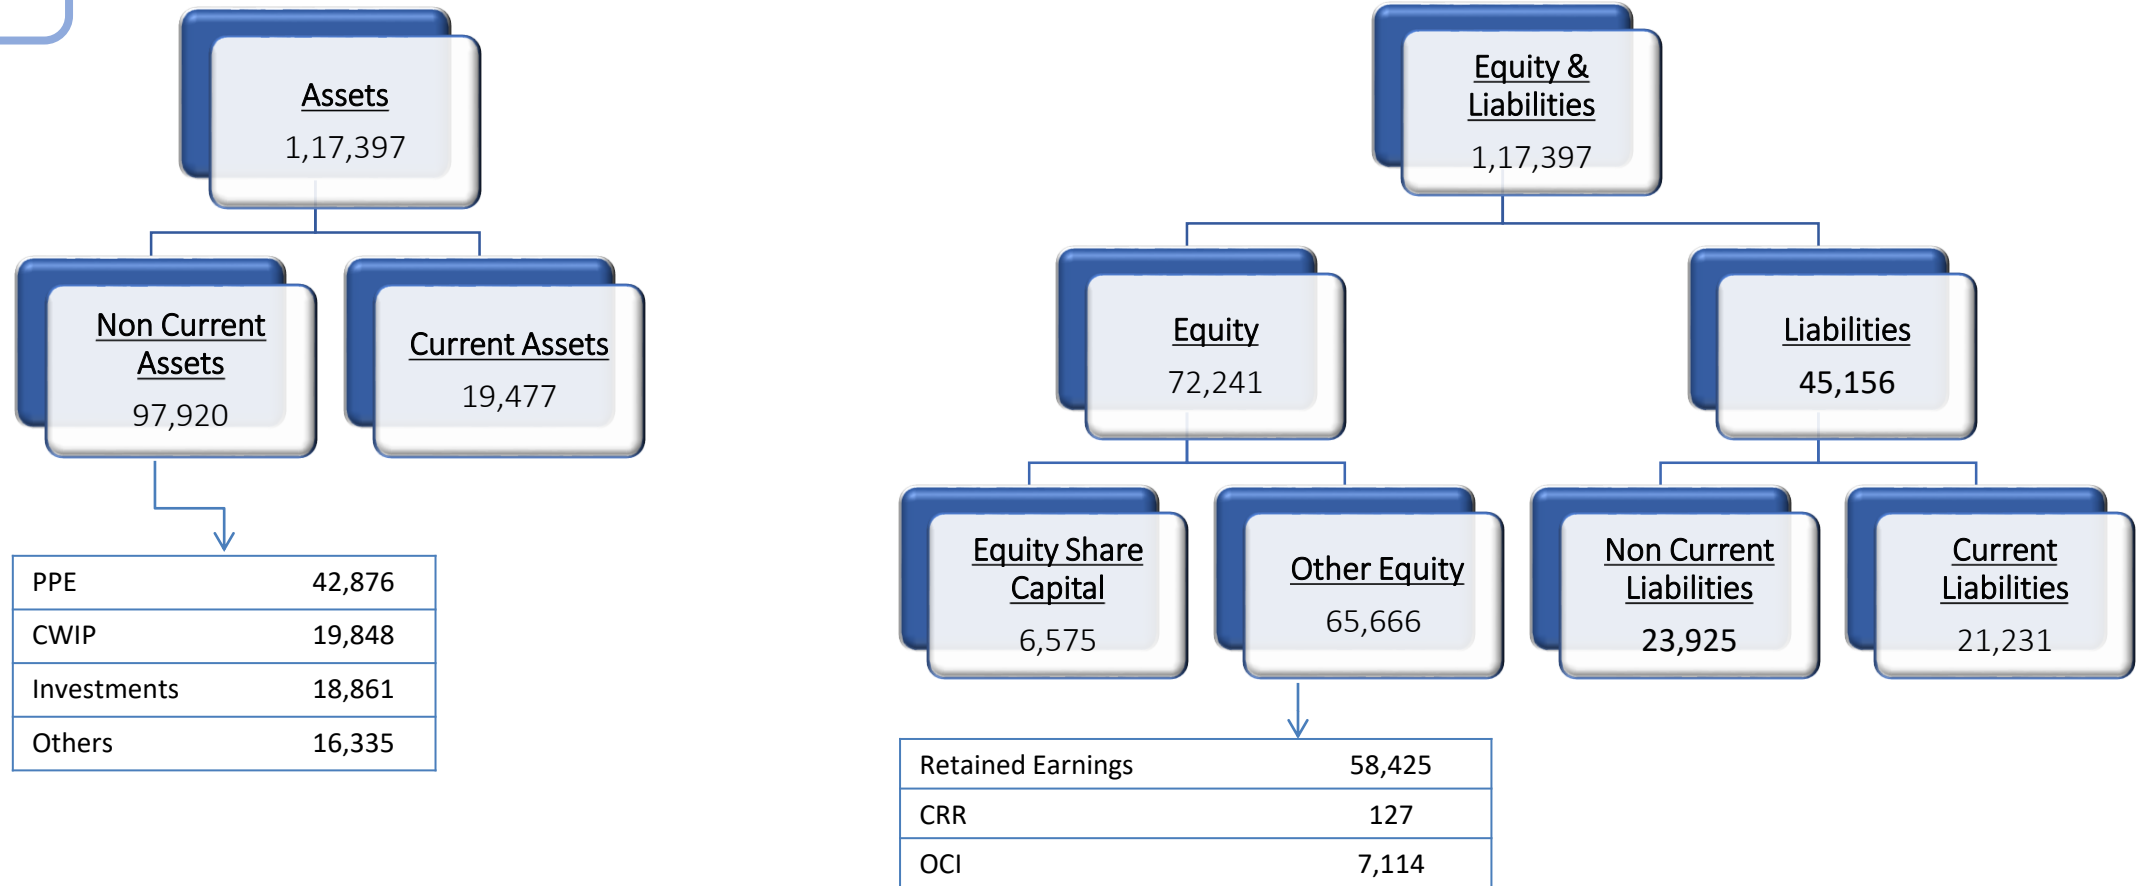 Assets
1,17,397
Non Current
Assets
97,920
Current Assets
19,477
PPE 42,876
CWIP 19,848
Investments 18,861
Others 16,335
Equity &
Liabilities
1,17,397
Equity
72,241
Liabilities
45,156
Equity Share
Capital
6,575
Other Equity
65,666
Non Current
Liabilities
23,925
Current
Liabilities
21,231
Retained Earnings 58,425
CRR 127
OCI 7,114